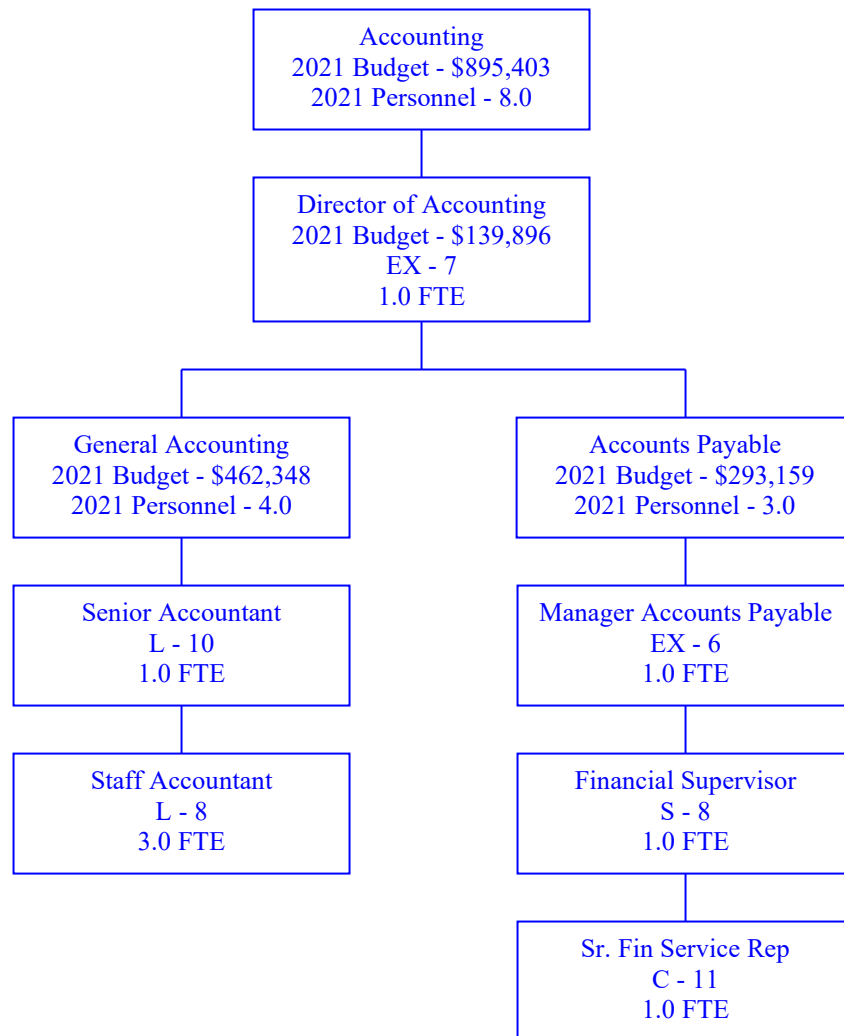 Accounting
2021 Budget - $895,403
2021 Personnel - 8.0
Director of Accounting
2021 Budget - $139,896
EX - 7
1.0 FTE
General Accounting
2021 Budget - $462,348
2021 Personnel - 4.0
Accounts Payable
2021 Budget - $293,159
2021 Personnel - 3.0
Senior Accountant
L - 10
1.0 FTE
Manager Accounts Payable
EX - 6
1.0 FTE
Staff Accountant
L - 8
3.0 FTE
Financial Supervisor
S - 8
1.0 FTE
Sr. Fin Service Rep
C - 11
1.0 FTE